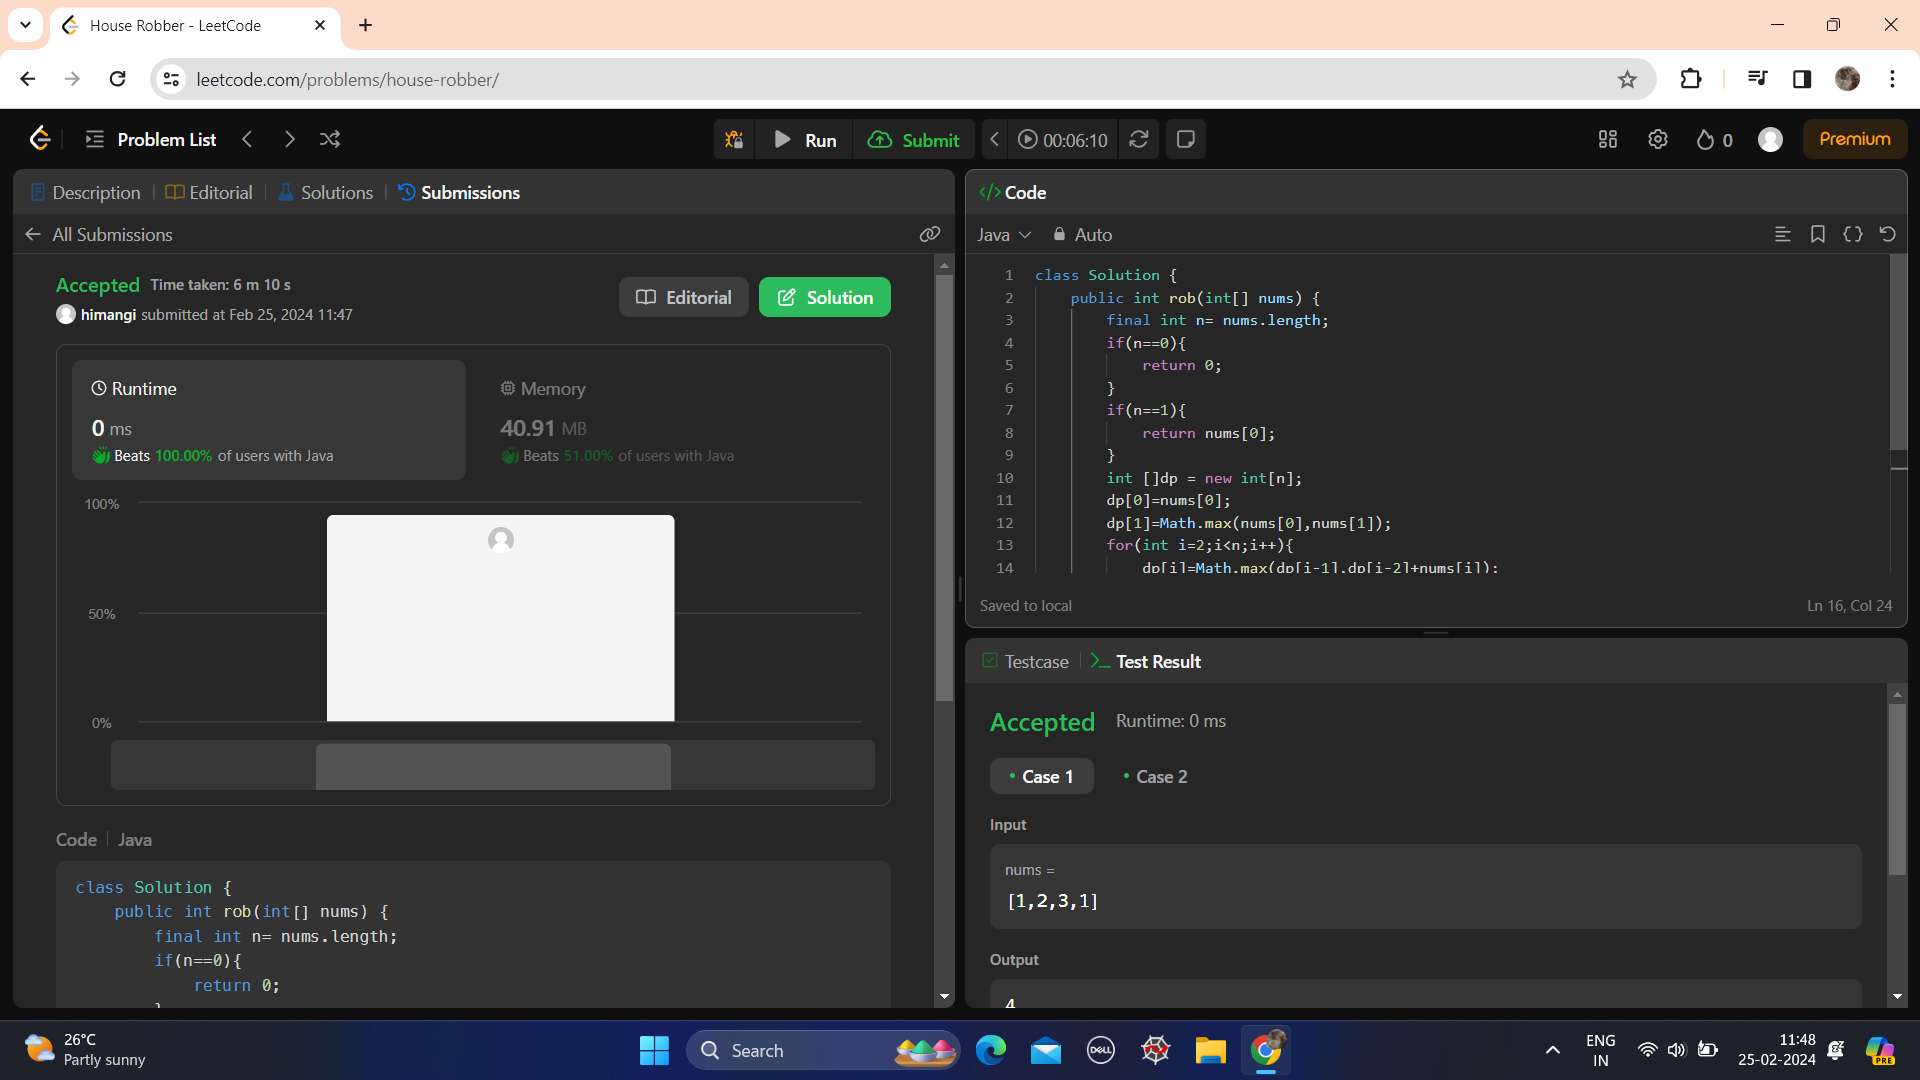 House Robber - LeetCode
leetcode.com/problems/house-robber/
Problem List
Run
Submit
00:06:10
0
Premium
Description
Editorial
Solutions
Submissions
All Submissions
Accepted Time taken: 6 m 10 s
himangi submitted at Feb 25, 2024 11:47
Editorial
Solution
Runtime
0 ms
Beats 100.00% of users with Java
Memory
40.91 MB
Beats 51.00% of users with Java
100%
50%
0%
Code | Java
class Solution {
public int rob(int[] nums) {
final int n= nums.length;
if(n==0){
return 0;
}
</> Code
Java
Auto
1 class Solution {
2 public int rob(int[] nums) {
3 final int n= nums.length;
4 if(n==0){
5 return 0;
6 }
7 if(n==1){
8 return nums[0];
9 }
10 int []dp = new int[n];
11 dp[0]=nums[0];
12 dp[1]=Math.max(nums[0],nums[1]);
13 for(int i=2;i<n;i++){
14 dp[i]=Math.max(dp[i-1],dp[i-2]+nums[i]);
Saved to local
Ln 16, Col 24
Testcase
Test Result
Accepted Runtime: 0 ms
• Case 1
• Case 2
Input
nums =
[1,2,3,1]
Output
4
26°C
Partly sunny
Search
DELL
ENG
IN
11:48
25-02-2024
PRE